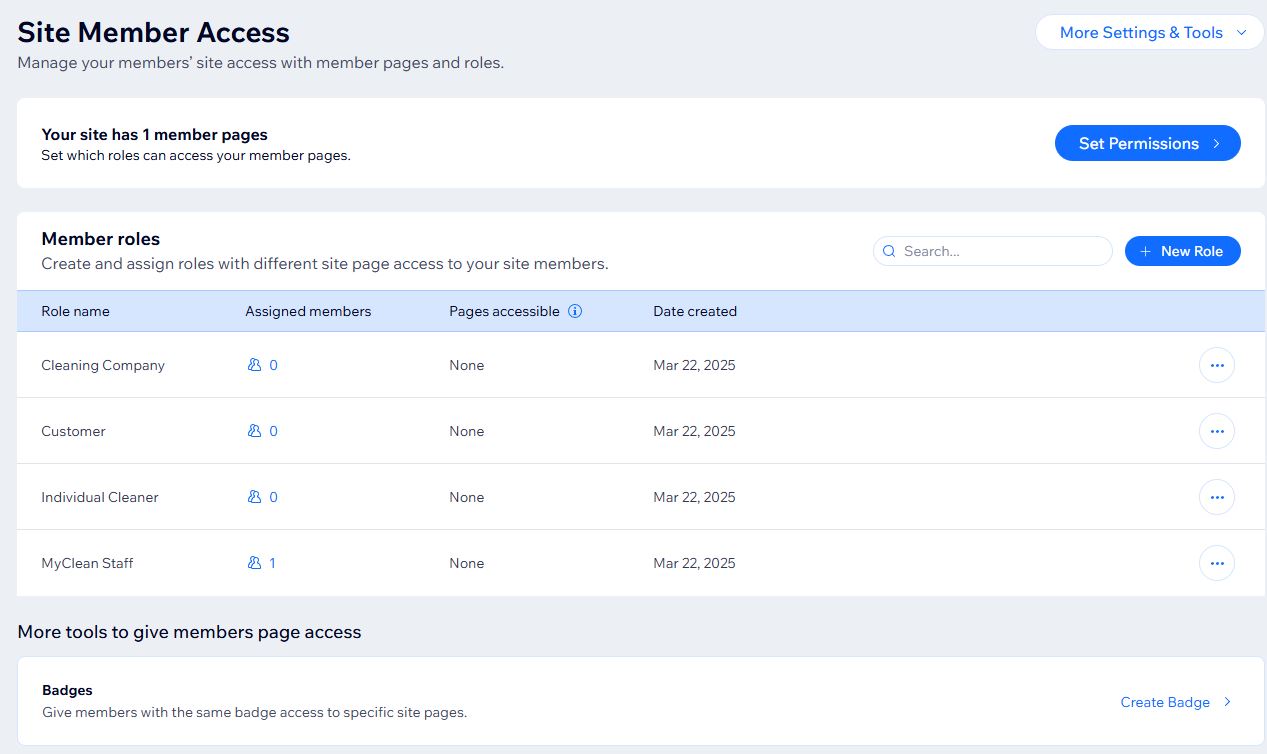 Site Member Access
More Settings & Tools
Manage your members’ site access with member pages and roles.
Your site has 1 member pages
Set which roles can access your member pages.
Set Permissions
Member roles
Create and assign roles with different site page access to your site members.
Search...
+ New Role
Role name Assigned members Pages accessible Date created
Cleaning Company 0 None Mar 22, 2025
Customer 0 None Mar 22, 2025
Individual Cleaner 0 None Mar 22, 2025
MyClean Staff 1 None Mar 22, 2025
More tools to give members page access
Badges
Give members with the same badge access to specific site pages.
Create Badge